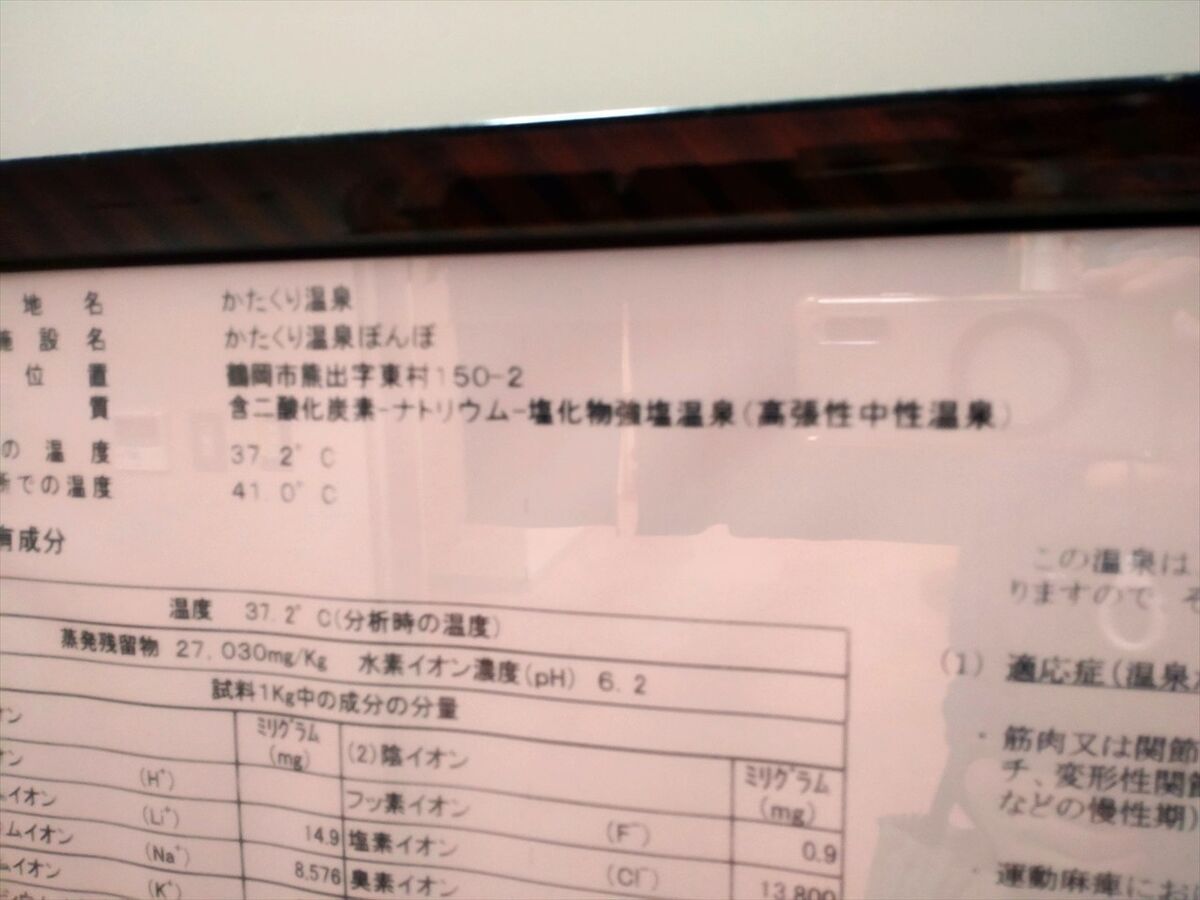 地 名 かたくり温泉
施 設 名 かたくり温泉ぼんぼ
位 置 鶴岡市熊出字東村150-2
質 含二酸化炭素-ナトリウム-塩化物強塩温泉(高張性中性温泉)
の 温 度 37.2°C
所での温度 41.0°C
有成分
この温泉は
りますので、そ
温度 37.2°C(分析時の温度)
蒸発残留物 27.030mg/Kg 水素イオン濃度(pH) 6.2
試料1Kg中の成分の分量
(1) 適応症(温泉
オン ミリグラム (2)陰イオン ミリグラム
(mg) (mg)
オン (H⁺) フッ素イオン (F⁻) 0.9
ムイオン (Li⁺) 14.9 塩素イオン (Cl⁻) 13,800
ウムイオン (Na⁺) 8.576 臭素イオン
ムイオン (K⁺)
・ 筋肉又は関節
チ、変形性関節
などの慢性期)
・ 運動麻痺にお